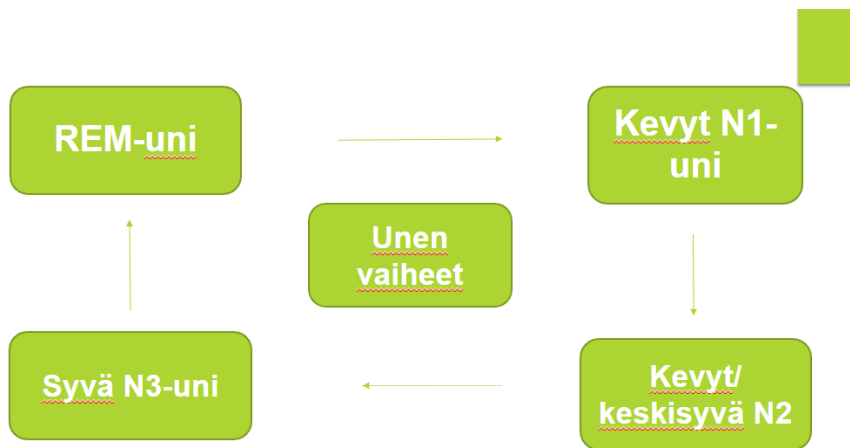 REM-uni
Kevyt N1-
uni
Unen
vaiheet
Syvä N3-uni
Kevyt/
keskisyvä N2